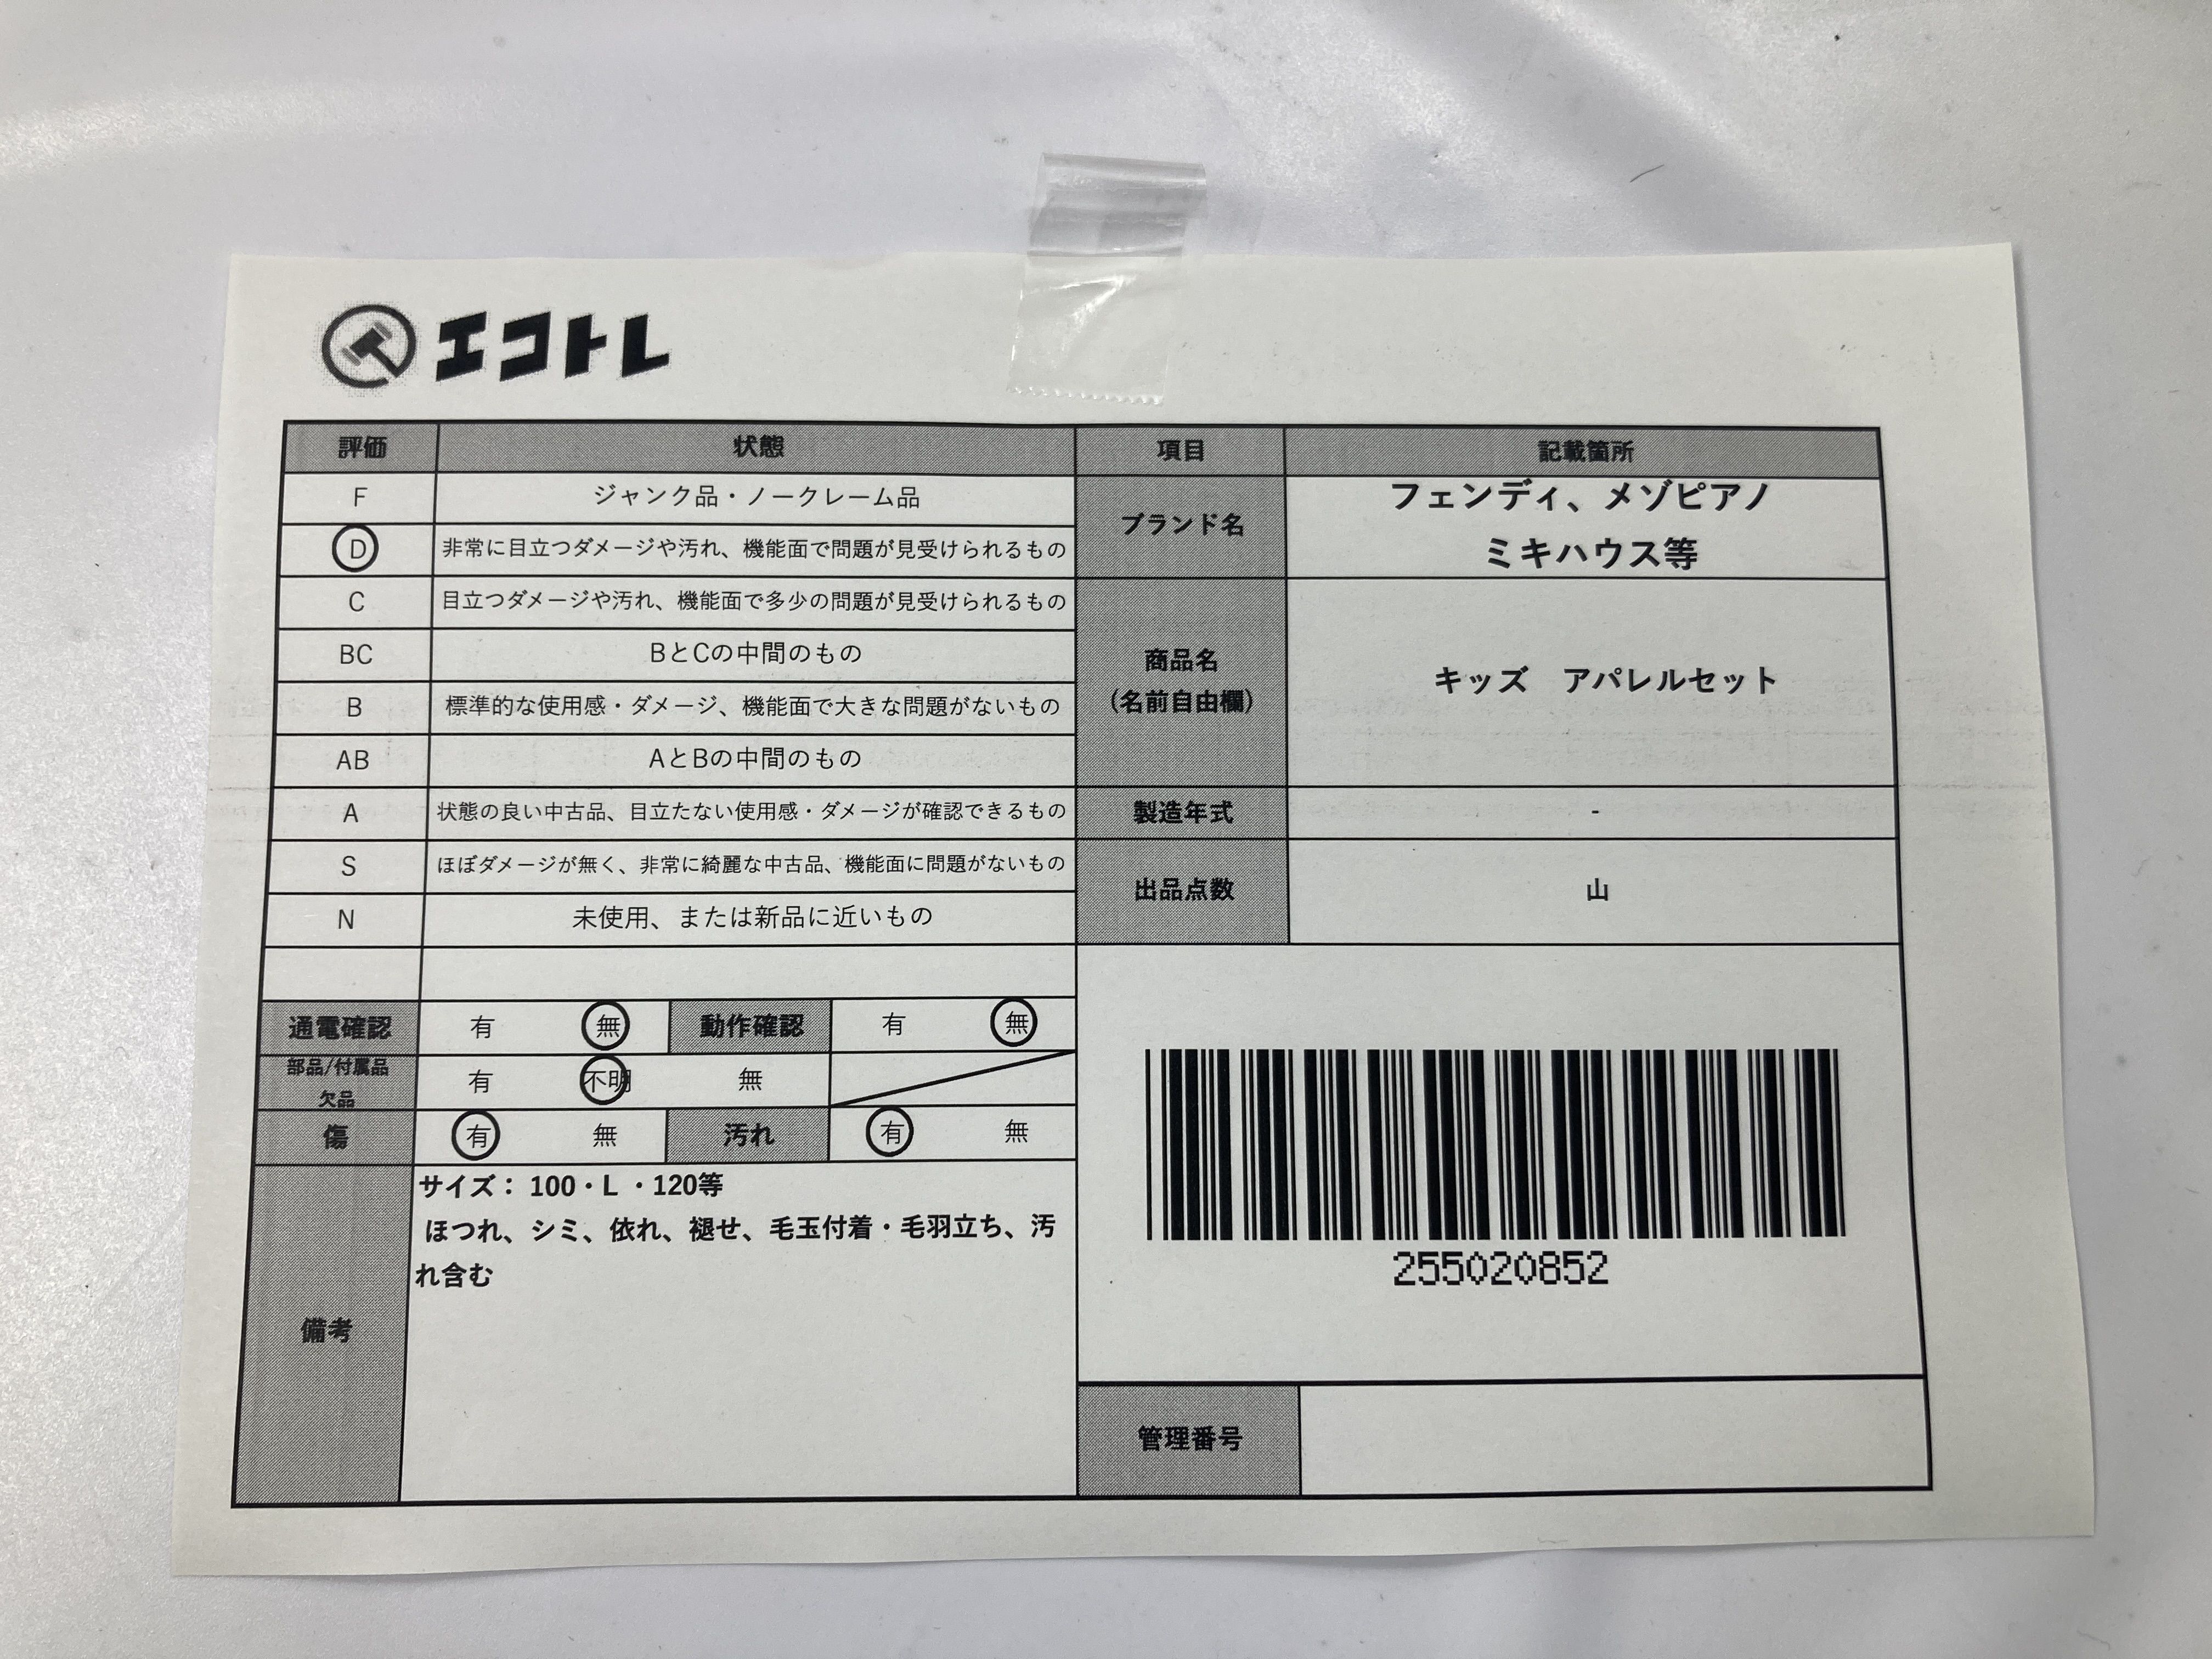 エコトレ
評価 状態 項目 記載箇所
F ジャンク品・ノークレーム品
D 非常に目立つダメージや汚れ、機能面で問題が見受けられるもの
C 目立つダメージや汚れ、機能面で多少の問題が見受けられるもの
BC BとCの中間のもの
B 標準的な使用感・ダメージ、機能面で大きな問題がないもの
AB AとBの中間のもの
A 状態の良い中古品、目立たない使用感・ダメージが確認できるもの
S ほぼダメージが無く、非常に綺麗な中古品、機能面に問題がないもの
N 未使用、または新品に近いもの
ブランド名
フェンディ、メゾピアノ
ミキハウス等
商品名
(名前自由欄)
キッズ アパレルセット
製造年式 -
出品点数 山
通電確認 有 無 動作確認 有 無
部品/付属品
欠品
有 不明 無
傷 有 無 汚れ 有 無
備考
サイズ： 100・L ・120等
ほつれ、シミ、依れ、褪せ、毛玉付着・毛羽立ち、汚
れ含む
255020852
管理番号